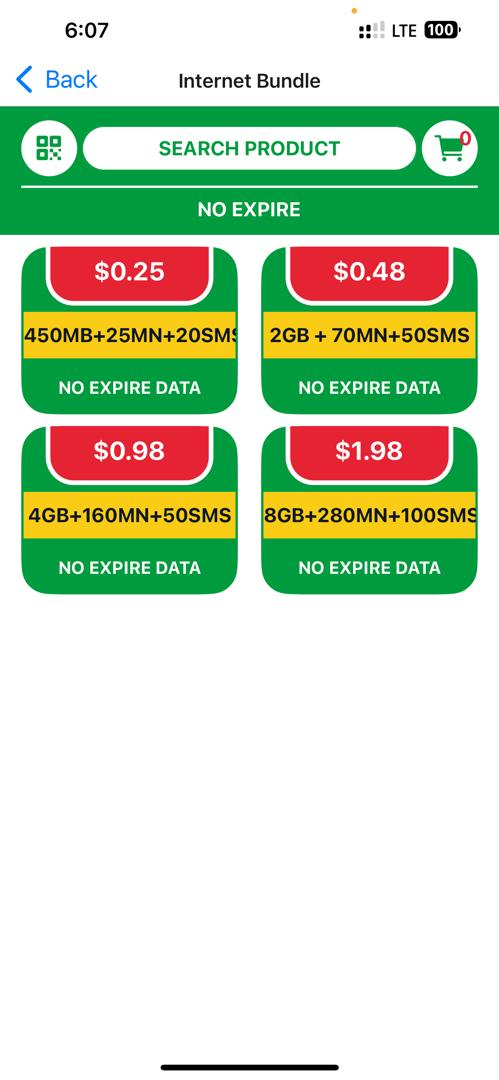 6:07
LTE 100
Back
Internet Bundle
SEARCH PRODUCT
0
NO EXPIRE
$0.25
$0.48
450MB+25MN+20SMS
2GB + 70MN+50SMS
NO EXPIRE DATA
NO EXPIRE DATA
$0.98
$1.98
4GB+160MN+50SMS
8GB+280MN+100SMS
NO EXPIRE DATA
NO EXPIRE DATA